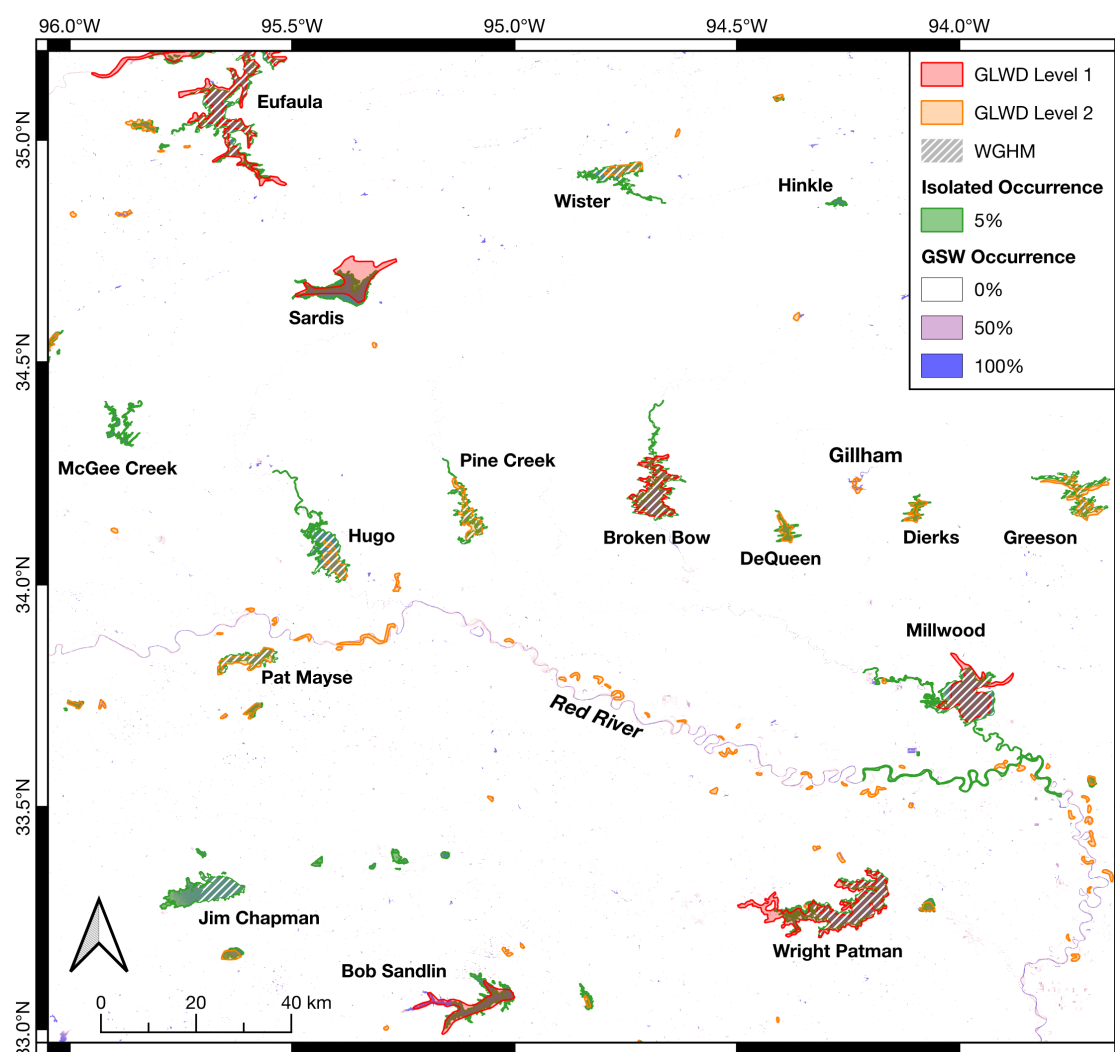 96.0°W 95.5°W 95.0°W 94.5°W 94.0°W
GLWD Level 1
Eufaula
GLWD Level 2
35.0°N
WGHM
Hinkle
Isolated Occurrence
Wister
5%
GSW Occurrence
0%
Sardis
50%
34.5°N
100%
McGee Creek
Pine Creek
Gillham
Hugo
Broken Bow
Dierks
Greeson
DeQueen
34.0°N
Millwood
Pat Mayse
Red River
33.5°N
Jim Chapman
Wright Patman
Bob Sandlin
0 20 40 km
33.0°N